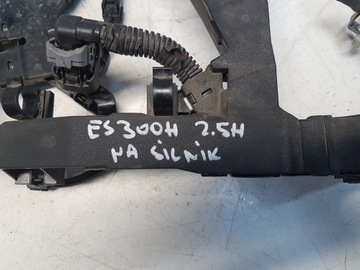 ES300H 2.5H
NA SILNIK